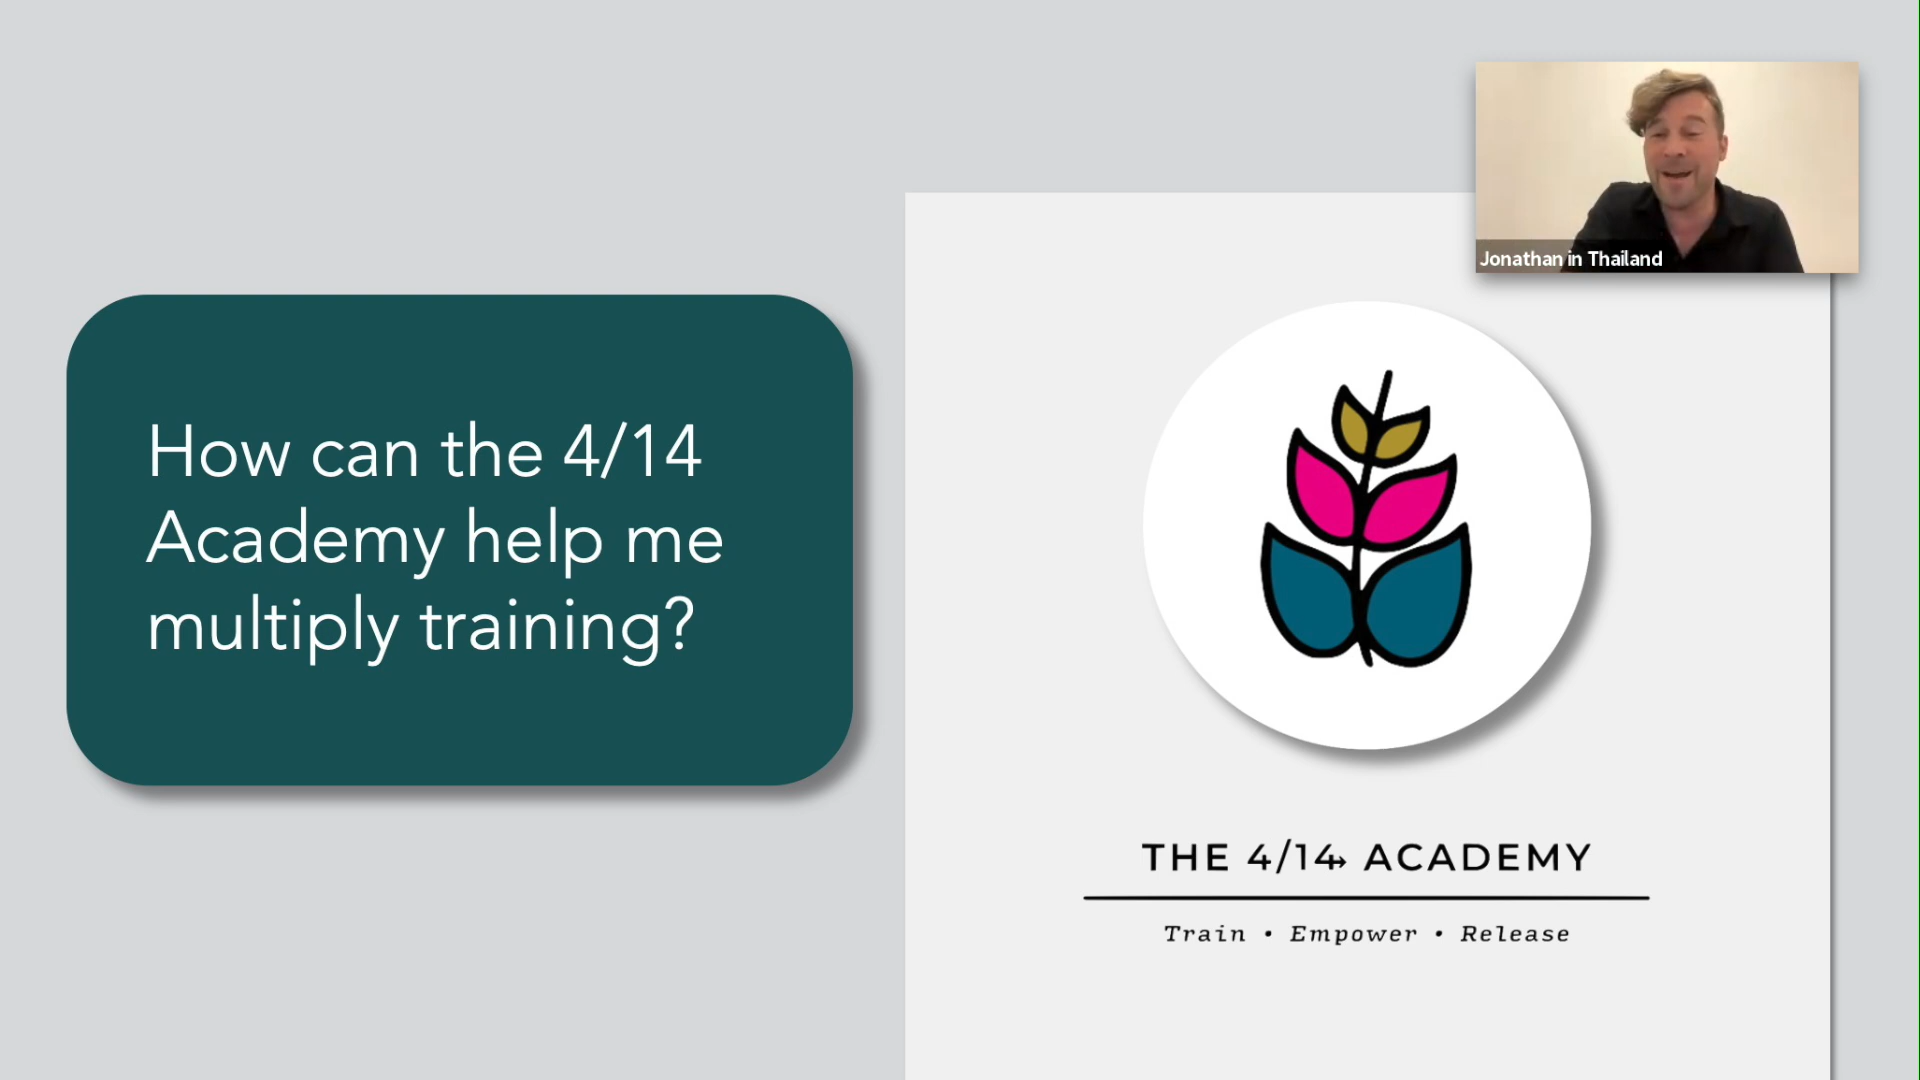 Jonathan in Thailand
How can the 4/14
Academy help me
multiply training?
THE 4/14 ACADEMY
Train • Empower • Release